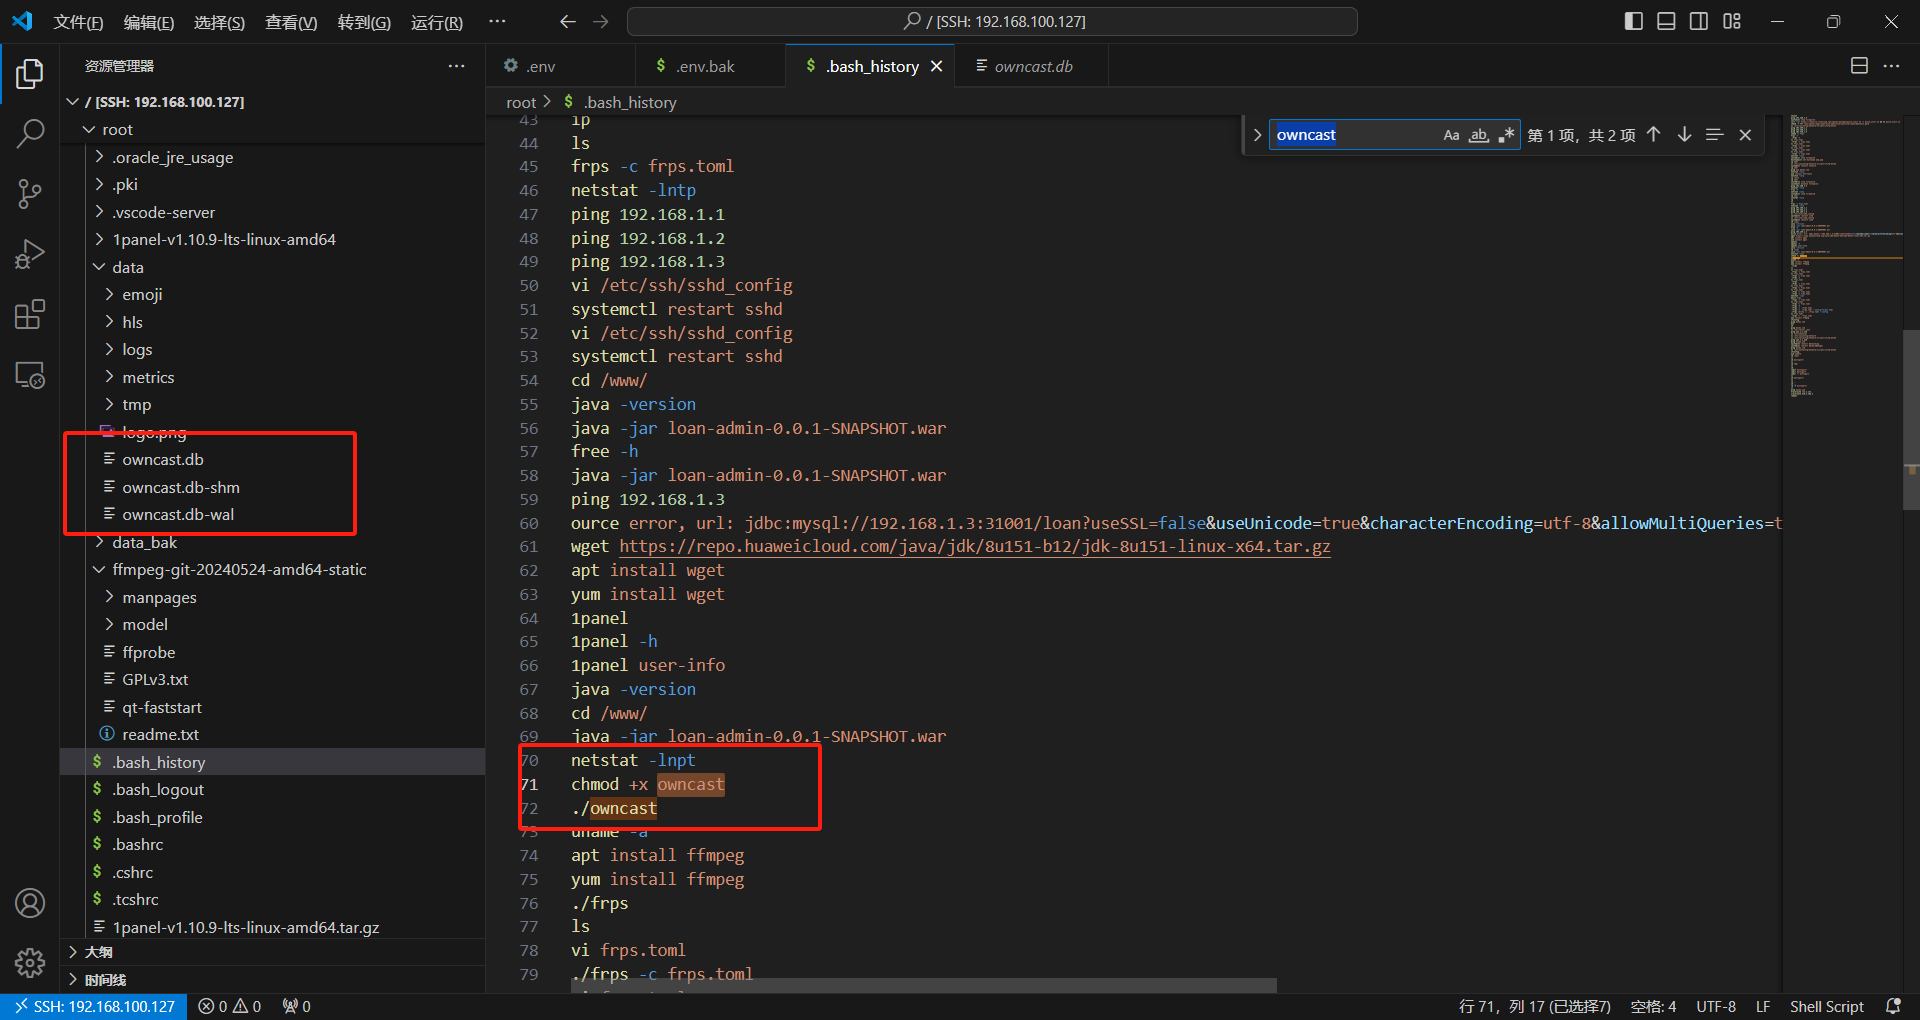 文件(F) 编辑(E) 选择(S) 查看(V) 转到(G) 运行(R) ··· / [SSH: 192.168.100.127]
资源管理器
/ [SSH: 192.168.100.127]
root
.oracle_jre_usage
.pki
.vscode-server
1panel-v1.10.9-lts-linux-amd64
data
emoji
hls
logs
metrics
tmp
logo.png
owncast.db
owncast.db-shm
owncast.db-wal
data_bak
ffmpeg-git-20240524-amd64-static
manpages
model
ffprobe
GPLv3.txt
qt-faststart
readme.txt
.bash_history
.bash_logout
.bash_profile
.bashrc
.cshrc
.tcshrc
1panel-v1.10.9-lts-linux-amd64.tar.gz
大纲
时间线
.env $ .env.bak $ .bash_history owncast.db
root > $ .bash_history
owncast Aa ab .* 第 1 项，共 2 项
43 ip
44 ls
45 frps -c frps.toml
46 netstat -lntp
47 ping 192.168.1.1
48 ping 192.168.1.2
49 ping 192.168.1.3
50 vi /etc/ssh/sshd_config
51 systemctl restart sshd
52 vi /etc/ssh/sshd_config
53 systemctl restart sshd
54 cd /www/
55 java -version
56 java -jar loan-admin-0.0.1-SNAPSHOT.war
57 free -h
58 java -jar loan-admin-0.0.1-SNAPSHOT.war
59 ping 192.168.1.3
60 ource error, url: jdbc:mysql://192.168.1.3:31001/loan?useSSL=false&useUnicode=true&characterEncoding=utf-8&allowMultiQueries=t
61 wget https://repo.huaweicloud.com/java/jdk/8u151-b12/jdk-8u151-linux-x64.tar.gz
62 apt install wget
63 yum install wget
64 1panel
65 1panel -h
66 1panel user-info
67 java -version
68 cd /www/
69 java -jar loan-admin-0.0.1-SNAPSHOT.war
70 netstat -lnpt
71 chmod +x owncast
72 ./owncast
73 uname -a
74 apt install ffmpeg
75 yum install ffmpeg
76 ./frps
77 ls
78 vi frps.toml
79 ./frps -c frps.toml
SSH: 192.168.100.127 0 0 0 行 71，列 17 (已选择7) 空格: 4 UTF-8 LF Shell Script